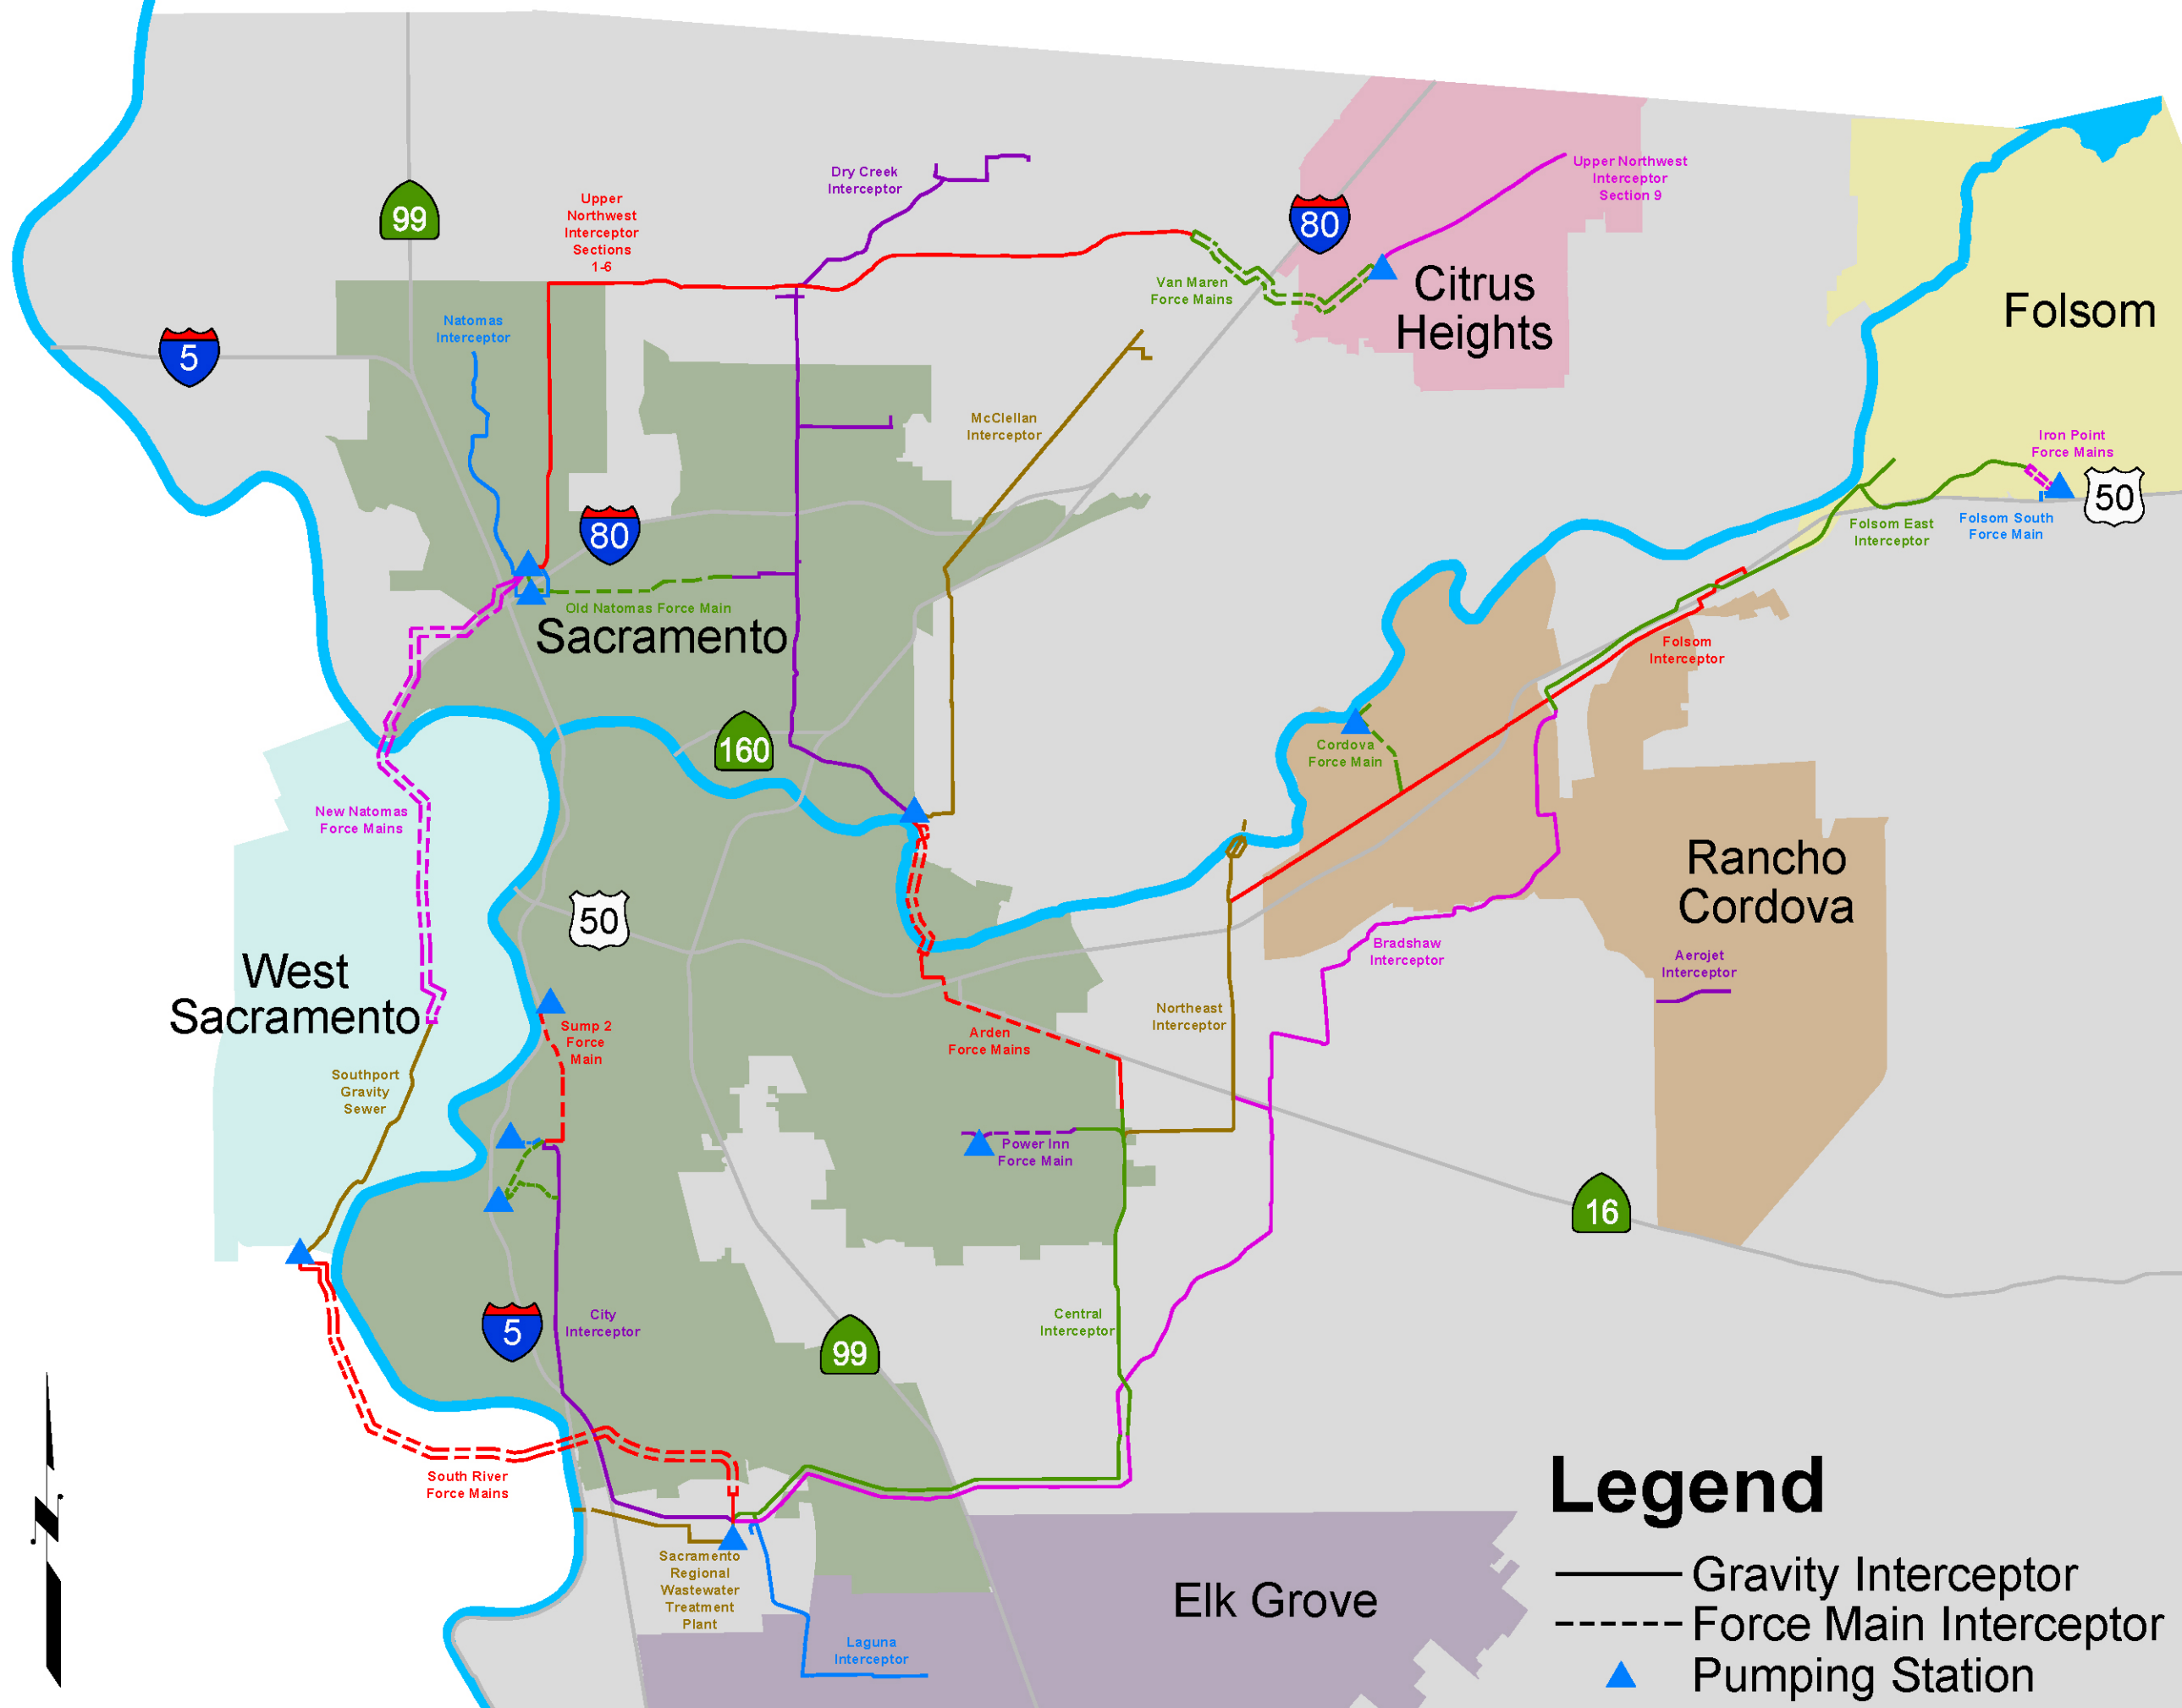 Dry Creek
Interceptor
Upper Northwest
Interceptor
Section 9
Upper
Northwest
Interceptor
Sections
1-6
99
80
Citrus
Heights
Van Maren
Force Mains
Folsom
Natomas
Interceptor
5
McClellan
Interceptor
Iron Point
Force Mains
50
Folsom South
Force Main
Folsom East
Interceptor
80
Old Natomas Force Main
Sacramento
Folsom
Interceptor
160
Cordova
Force Main
New Natomas
Force Mains
Rancho
Cordova
50
Bradshaw
Interceptor
Aerojet
Interceptor
West
Sacramento
Sump 2
Force
Main
Northeast
Interceptor
Arden
Force Mains
Southport
Gravity
Sewer
Power Inn
Force Main
16
City
Interceptor
Central
Interceptor
5
99
South River
Force Mains
Sacramento
Regional
Wastewater
Treatment
Plant
Elk Grove
Laguna
Interceptor
Legend
Gravity Interceptor
Force Main Interceptor
Pumping Station
N